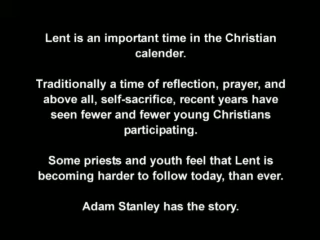 Lent is an important time in the Christian
calender.
Traditionally a time of reflection, prayer, and
above all, self-sacrifice, recent years have
seen fewer and fewer young Christians
participating.
Some priests and youth feel that Lent is
becoming harder to follow today, than ever.
Adam Stanley has the story.